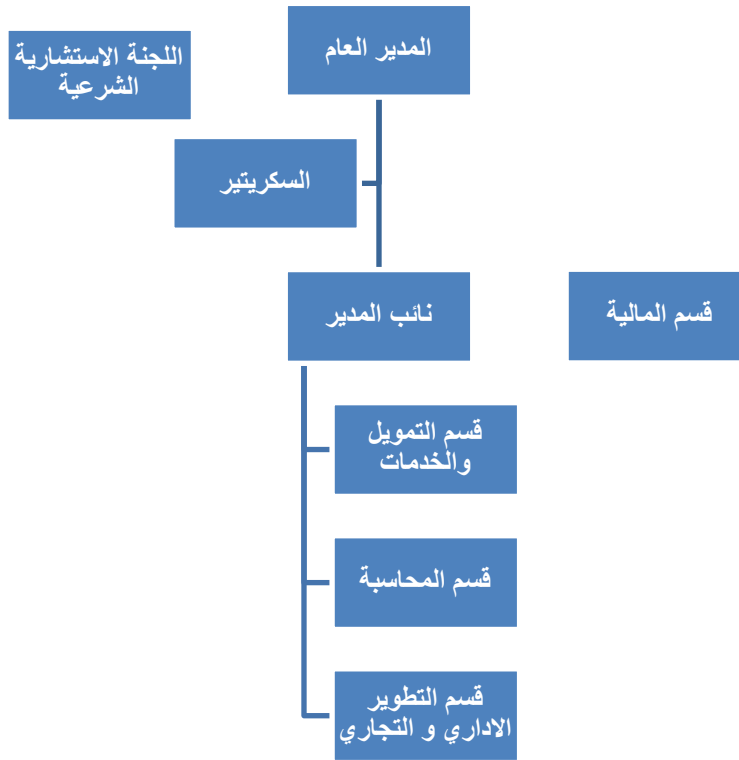 المدير العام
اللجنة الاستشارية
الشرعية
السكريتير
قسم المالية
نائب المدير
قسم التمويل
والخدمات
قسم المحاسبة
قسم التطوير
الاداري و التجاري